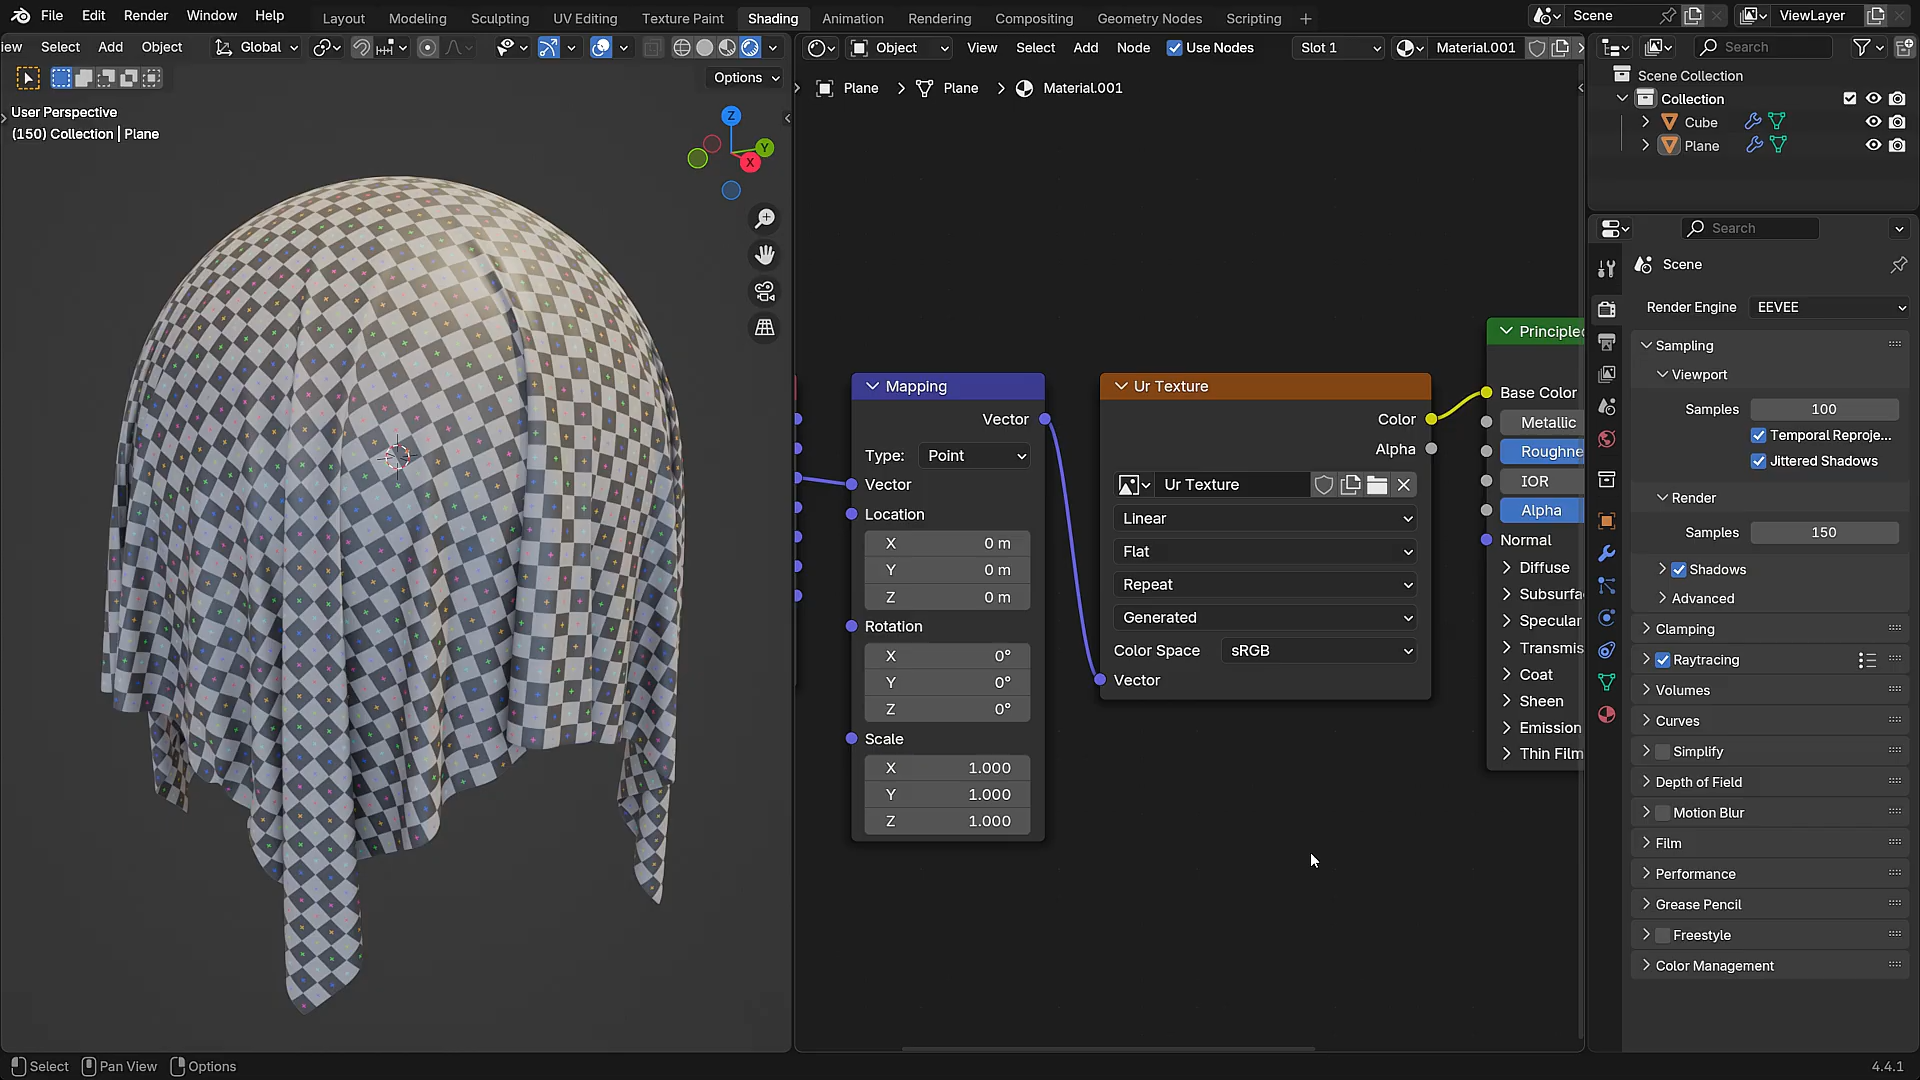 File Edit Render Window Help Layout Modeling Sculpting UV Editing Texture Paint Shading Animation Rendering Compositing Geometry Nodes Scripting + Scene ViewLayer
iew Select Add Object Global
Object View Select Add Node Use Nodes Slot 1 Material.001
Search
Options
User Perspective
(150) Collection | Plane
Z
Y
X
Plane > Plane > Material.001
Mapping
Vector
Type: Point
Vector
Location
X 0 m
Y 0 m
Z 0 m
Rotation
X 0°
Y 0°
Z 0°
Scale
X 1.000
Y 1.000
Z 1.000
Ur Texture
Color
Alpha
Ur Texture
Linear
Flat
Repeat
Generated
Color Space sRGB
Vector
Principlec
Base Color
Metallic
Roughne
IOR
Alpha
Normal
Diffuse
Subsurfa
Specular
Transmis
Coat
Sheen
Emission
Thin Film
Scene Collection
Collection
Cube
Plane
Search
Scene
Render Engine EEVEE
Sampling
Viewport
Samples 100
Temporal Reproje...
Jittered Shadows
Render
Samples 150
Shadows
Advanced
Clamping
Raytracing
Volumes
Curves
Simplify
Depth of Field
Motion Blur
Film
Performance
Grease Pencil
Freestyle
Color Management
Select Pan View Options
4.4.1